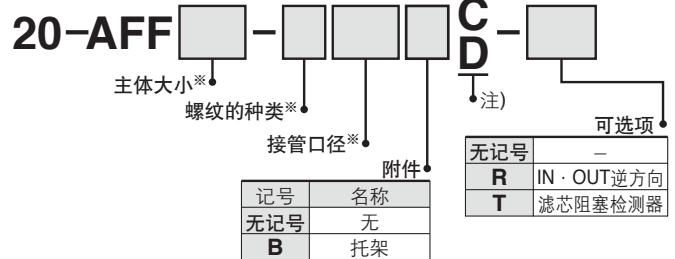 20-AFF - C -
D
主体大小※
注)
螺纹的种类※
可选项
接管口径※
附件
无记号 –
R IN · OUT逆方向
T 滤芯阻塞检测器
记号 名称
无记号 无
B 托架